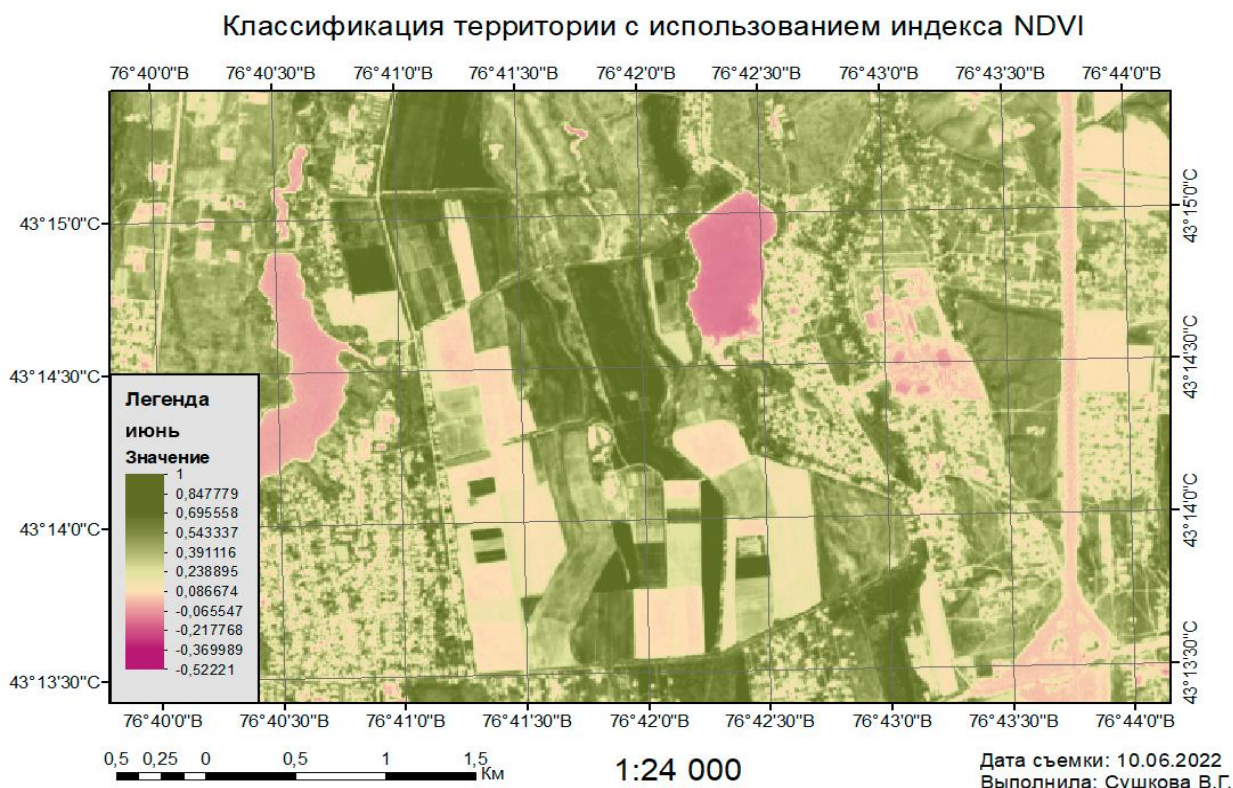 Классификация территории с использованием индекса NDVI
76°40'0"В 76°40'30"В 76°41'0"В 76°41'30"В 76°42'0"В 76°42'30"В 76°43'0"В 76°43'30"В 76°44'0"В
43°15'0"С
43°14'30"С
43°14'0"С
43°13'30"С
43°15'0"С
43°14'30"С
43°14'0"С
43°13'30"С
Легенда
июнь
Значение
1
0,847779
0,695558
0,543337
0,391116
0,238895
0,086674
-0,065547
-0,217768
-0,369989
-0,52221
76°40'0"В 76°40'30"В 76°41'0"В 76°41'30"В 76°42'0"В 76°42'30"В 76°43'0"В 76°43'30"В 76°44'0"В
0,5 0,25 0 0,5 1 1,5
Км
1:24 000
Дата съемки: 10.06.2022
Выполнила: Сушкова В.Г.